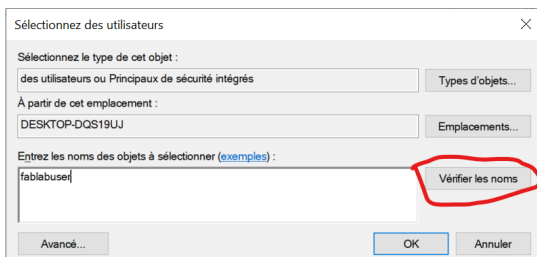 Sélectionnez des utilisateurs
Sélectionnez le type de cet objet :
des utilisateurs ou Principaux de sécurité intégrés
Types d'objets...
À partir de cet emplacement :
DESKTOP-DQS19UJ
Emplacements...
Entrez les noms des objets à sélectionner (exemples) :
fablabuser
Vérifier les noms
Avancé...
OK
Annuler